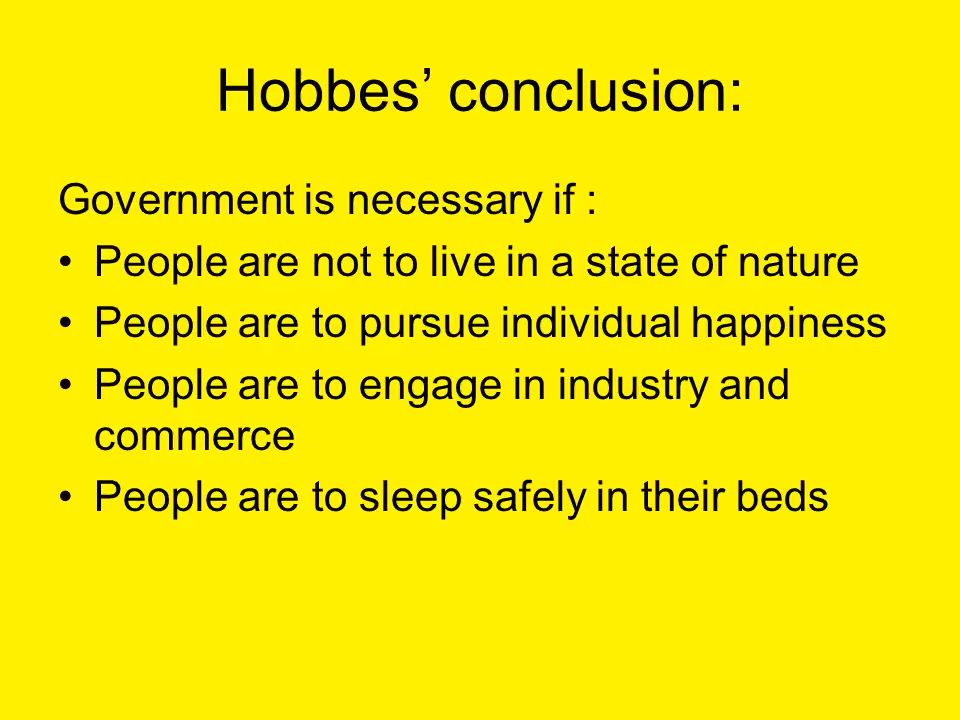 Hobbes’ conclusion:
Government is necessary if :
• People are not to live in a state of nature
• People are to pursue individual happiness
• People are to engage in industry and
commerce
• People are to sleep safely in their beds